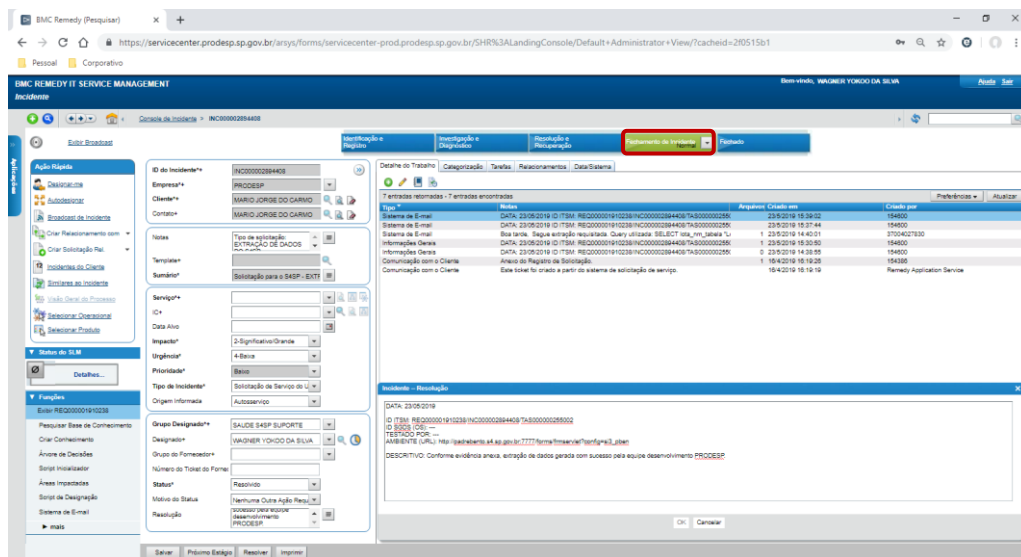 BMC Remedy (Pesquisar)
https://servicecenter.prodesp.sp.gov.br/arsys/forms/servicecenter-prod.prodesp.sp.gov.br/SHR%3ALandingConsole/Default+Administrator+View/?cacheid=2f0515b1
Pessoal Corporativo
BMC REMEDY IT SERVICE MANAGEMENT
Bem-vindo, WAGNER YOKOO DA SILVA
Ajuda Sair
Incidente
Console de Incidente > INC000002894408
Exibir Broadcast
Identificação e Registro
Investigação e Diagnóstico
Resolução e Recuperação
Fechamento de Incidente
Normal
Fechado
Aplicações
Ação Rápida
Designar-me
Autodesignar
Broadcast de Incidente
Criar Relacionamento com
Criar Solicitação Rel.
Incidentes do Cliente
Similares ao Incidente
Visão Geral do Processo
Selecionar Operacional
Selecionar Produto
Status do SLM
Detalhes...
Funções
Exibir REQ000001910238
Pesquisar Base de Conhecimento
Criar Conhecimento
Árvore de Decisões
Script Inicializador
Áreas Impactadas
Script de Designação
Sistema de E-mail
mais
ID do Incidente*+ INC000002894408
Empresa*+ PRODESP
Cliente*+ MARIO JORGE DO CARMO
Contato+ MARIO JORGE DO CARMO
Notas Tipo de solicitação:
EXTRAÇÃO DE DADOS
Template+
Sumário* Solicitação para o S4SP - EXTR
Serviço*+
IC+
Data Alvo
Impacto* 2-Significativo/Grande
Urgência* 4-Baixa
Prioridade* Baixo
Tipo de Incidente* Solicitação de Serviço do U
Origem Informada Autosserviço
Grupo Designado*+ SAUDE S4SP SUPORTE
Designado+ WAGNER YOKOO DA SILVA
Grupo do Fornecedor+
Número do Ticket do Forne
Status* Resolvido
Motivo do Status Nenhuma Outra Ação Requ
Resolução sucesso pela equipe
desenvolvimento
PRODESP
Salvar Próximo Estágio Resolver Imprimir
Detalhe do Trabalho Categorização Tarefas Relacionamentos Data/Sistema
7 entradas retornadas - 7 entradas encontradas
Preferências Atualizar
Tipo Notas Arquivos Criado em Criado por
Sistema de E-mail DATA: 23/05/2019 ID ITSM: REQ000001910238/INC000002894408/TAS00000025 23/5/2019 15:39:02 154600
Sistema de E-mail DATA: 23/05/2019 ID ITSM: REQ000001910238/INC000002894408/TAS00000025 23/5/2019 15:37:44 154600
Sistema de E-mail Boa tarde, Segue extração requisitada. Query utilizada: SELECT tota_nm_tabela 1 23/5/2019 14:40:01 37004027830
Informações Gerais DATA: 23/05/2019 ID ITSM: REQ000001910238/INC000002894408/TAS00000025 1 23/5/2019 15:30:50 154600
Informações Gerais DATA: 23/05/2019 ID ITSM: REQ000001910238/INC000002894408/TAS00000025 0 23/5/2019 14:38:55 154600
Comunicação com o Cliente Anexo do Registro de Solicitação. 1 16/4/2019 16:19:26 154386
Comunicação com o Cliente Este ticket foi criado a partir do sistema de solicitação de serviço. 16/4/2019 16:19:19 Remedy Application Service
Incidente – Resolução
DATA: 23/05/2019
ID ITSM: REQ000001910238/INC000002894408/TAS000000255002
ID SGOS (OS): ---
TESTADO POR: ---
AMBIENTE (URL): http://padrebento.s4.sp.gov.br:7777/forms/frmservlet?config=si3_pben
DESCRITIVO: Conforme evidência anexa, extração de dados gerada com sucesso pela equipe desenvolvimento PRODESP
OK Cancelar